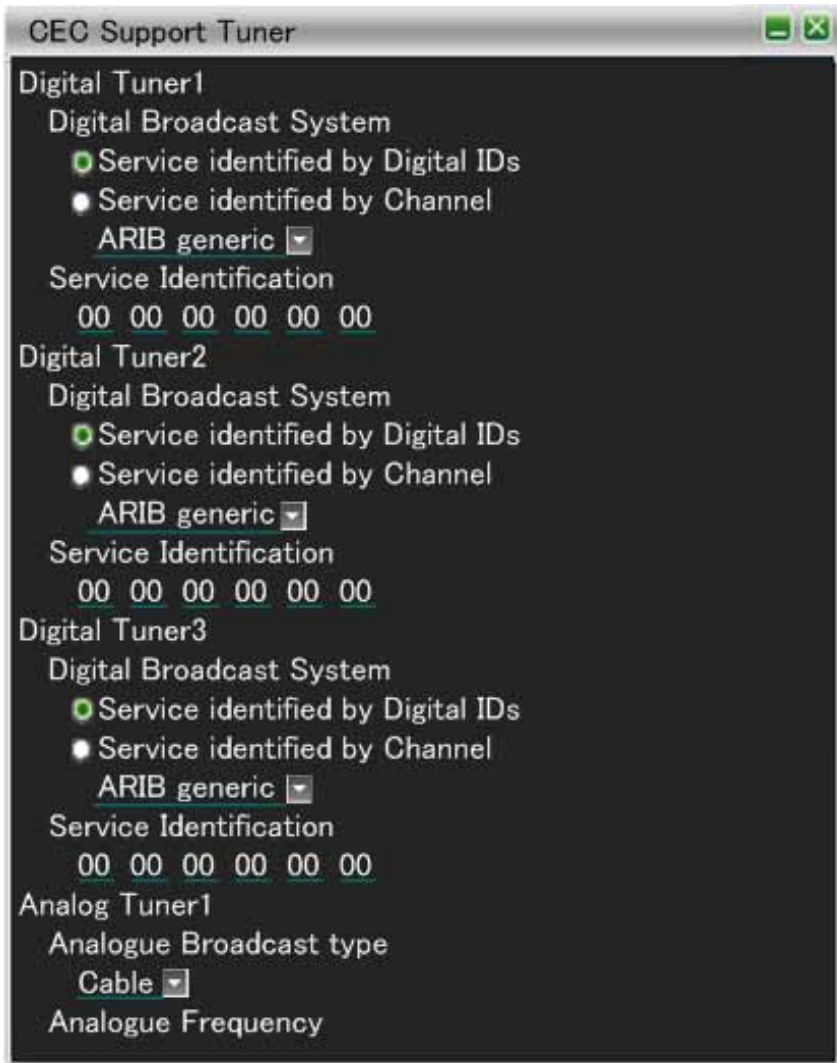 CEC Support Tuner
Digital Tuner1
Digital Broadcast System
Service identified by Digital IDs
Service identified by Channel
ARIB generic
Service Identification
00 00 00 00 00 00
Digital Tuner2
Digital Broadcast System
Service identified by Digital IDs
Service identified by Channel
ARIB generic
Service Identification
00 00 00 00 00 00
Digital Tuner3
Digital Broadcast System
Service identified by Digital IDs
Service identified by Channel
ARIB generic
Service Identification
00 00 00 00 00 00
Analog Tuner1
Analogue Broadcast type
Cable
Analogue Frequency